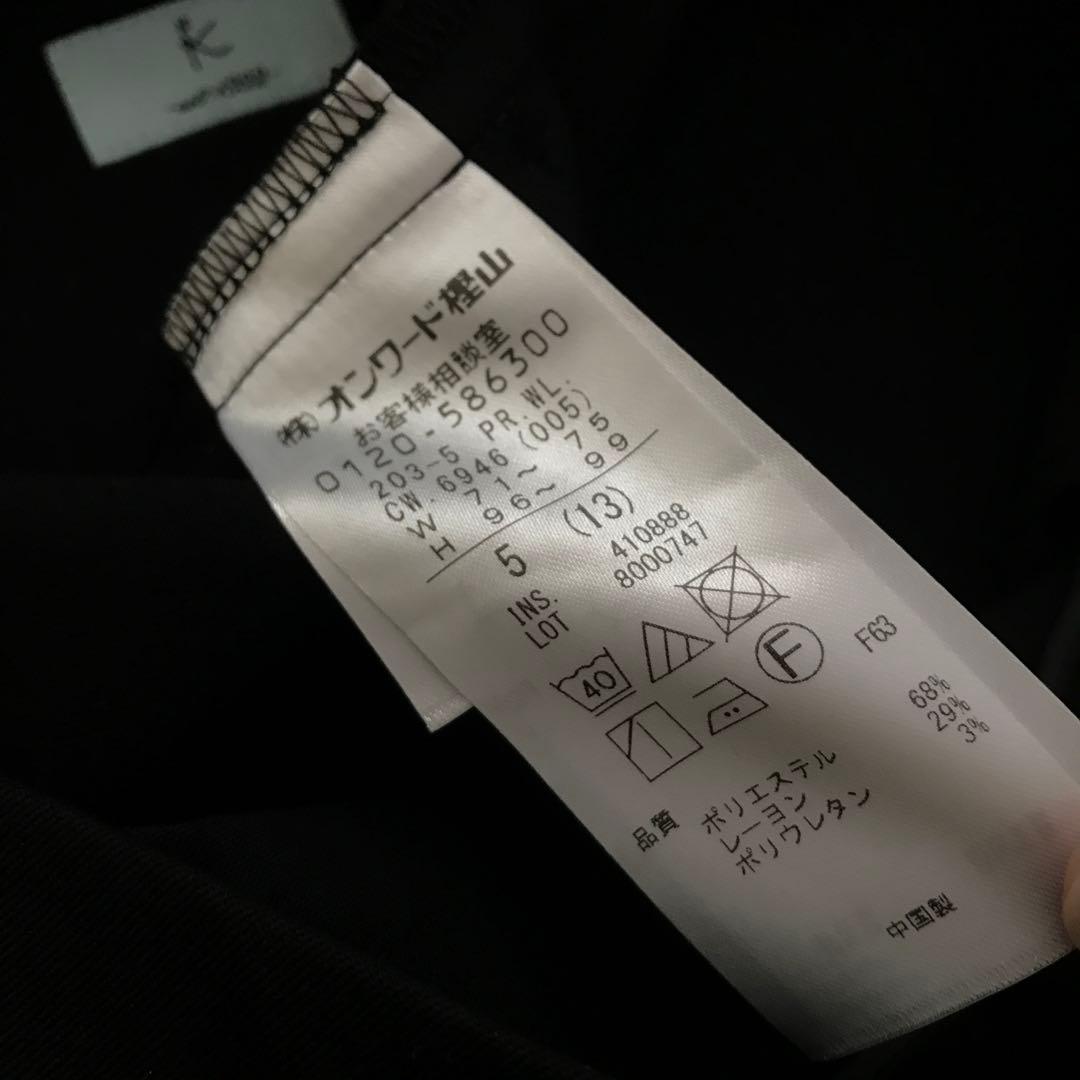 K
(株) オンワード樫山
お客様相談室
0120-586300
203-5 PR.WL.
CW.6946 (005)
W 71～ 75
H 96～ 99
5 (13)
INS. 410888
LOT 8000747
40
F
F63
品質 ポリエステル 68%
レーヨン 29%
ポリウレタン 3%
中国製